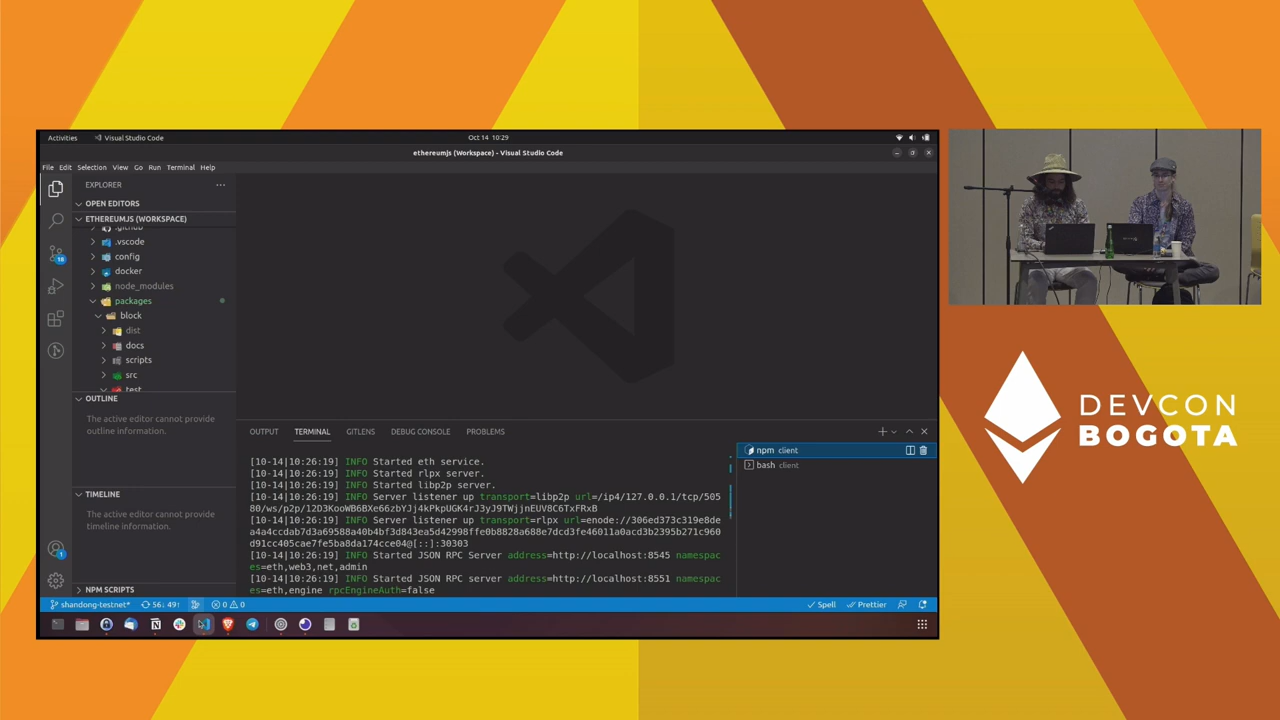 Activities
Visual Studio Code
Oct 14 10:29
ethereumjs (Workspace) - Visual Studio Code
File Edit Selection View Go Run Terminal Help
EXPLORER
OPEN EDITORS
ETHEREUMJS (WORKSPACE)
.github
.vscode
config
docker
node_modules
packages
block
dist
docs
scripts
src
test
OUTLINE
The active editor cannot provide
outline information.
TIMELINE
The active editor cannot provide
timeline information.
NPM SCRIPTS
18
1
OUTPUT TERMINAL GITLENS DEBUG CONSOLE PROBLEMS
[10-14|10:26:19] INFO Started eth service.
[10-14|10:26:19] INFO Started rlpx server.
[10-14|10:26:19] INFO Started libp2p server.
[10-14|10:26:19] INFO Server listener up transport=libp2p url=/ip4/127.0.0.1/tcp/505
80/ws/p2p/12D3KooWB6BXe66zbYJj4kPkpUGK4rJ3yJ9TWjjnEUV8C6TxFRxB
[10-14|10:26:19] INFO Server listener up transport=rlpx url=enode://306ed373c319e8de
a4a4ccdab7d3a69588a40b4bf3d843ea5d42998ffe0b8828a688e7dcd3fe46011a0acd3b2395b271c960
d91cc405cae7fe5ba8da174cce04@[::]:30303
[10-14|10:26:19] INFO Started JSON RPC Server address=http://localhost:8545 namespac
es=eth,web3,net,admin
[10-14|10:26:19] INFO Started JSON RPC server address=http://localhost:8551 namespac
es=eth,engine rpcEngineAuth=false
npm client
bash client
shandong-testnet* 56↓ 49↑ 0 0
Spell Prettier
DEVCON
BOGOTA